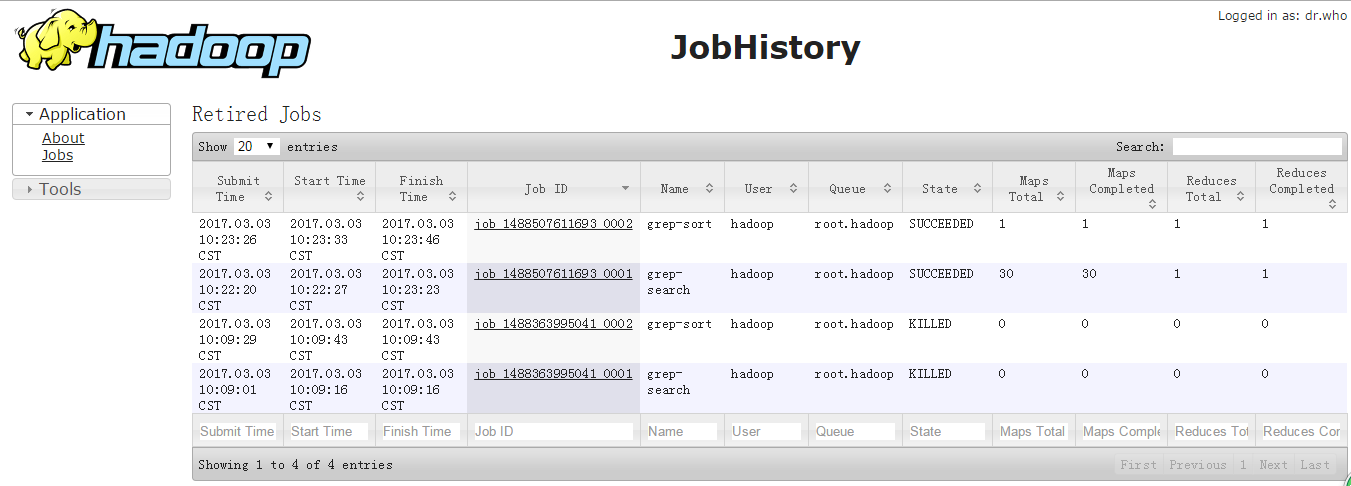 Logged in as: dr.who
hadoop
JobHistory
Application
About
Jobs
Tools
Retired Jobs
Show 20 entries Search:
Submit Time Start Time Finish Time Job ID Name User Queue State Maps Total Maps Completed Reduces Total Reduces Completed
2017.03.03 10:23:26 CST 2017.03.03 10:23:33 CST 2017.03.03 10:23:46 CST job_1488507611693_0002 grep-sort hadoop root.hadoop SUCCEEDED 1 1 1 1
2017.03.03 10:22:20 CST 2017.03.03 10:22:27 CST 2017.03.03 10:23:23 CST job_1488507611693_0001 grep-search hadoop root.hadoop SUCCEEDED 30 30 1 1
2017.03.03 10:09:29 CST 2017.03.03 10:09:43 CST 2017.03.03 10:09:43 CST job_1488363995041_0002 grep-sort hadoop root.hadoop KILLED 0 0 0 0
2017.03.03 10:09:01 CST 2017.03.03 10:09:16 CST 2017.03.03 10:09:16 CST job_1488363995041_0001 grep-search hadoop root.hadoop KILLED 0 0 0 0
Submit Time Start Time Finish Time Job ID Name User Queue State Maps Total Maps Comple Reduces Tot Reduces Cor
Showing 1 to 4 of 4 entries First Previous 1 Next Last